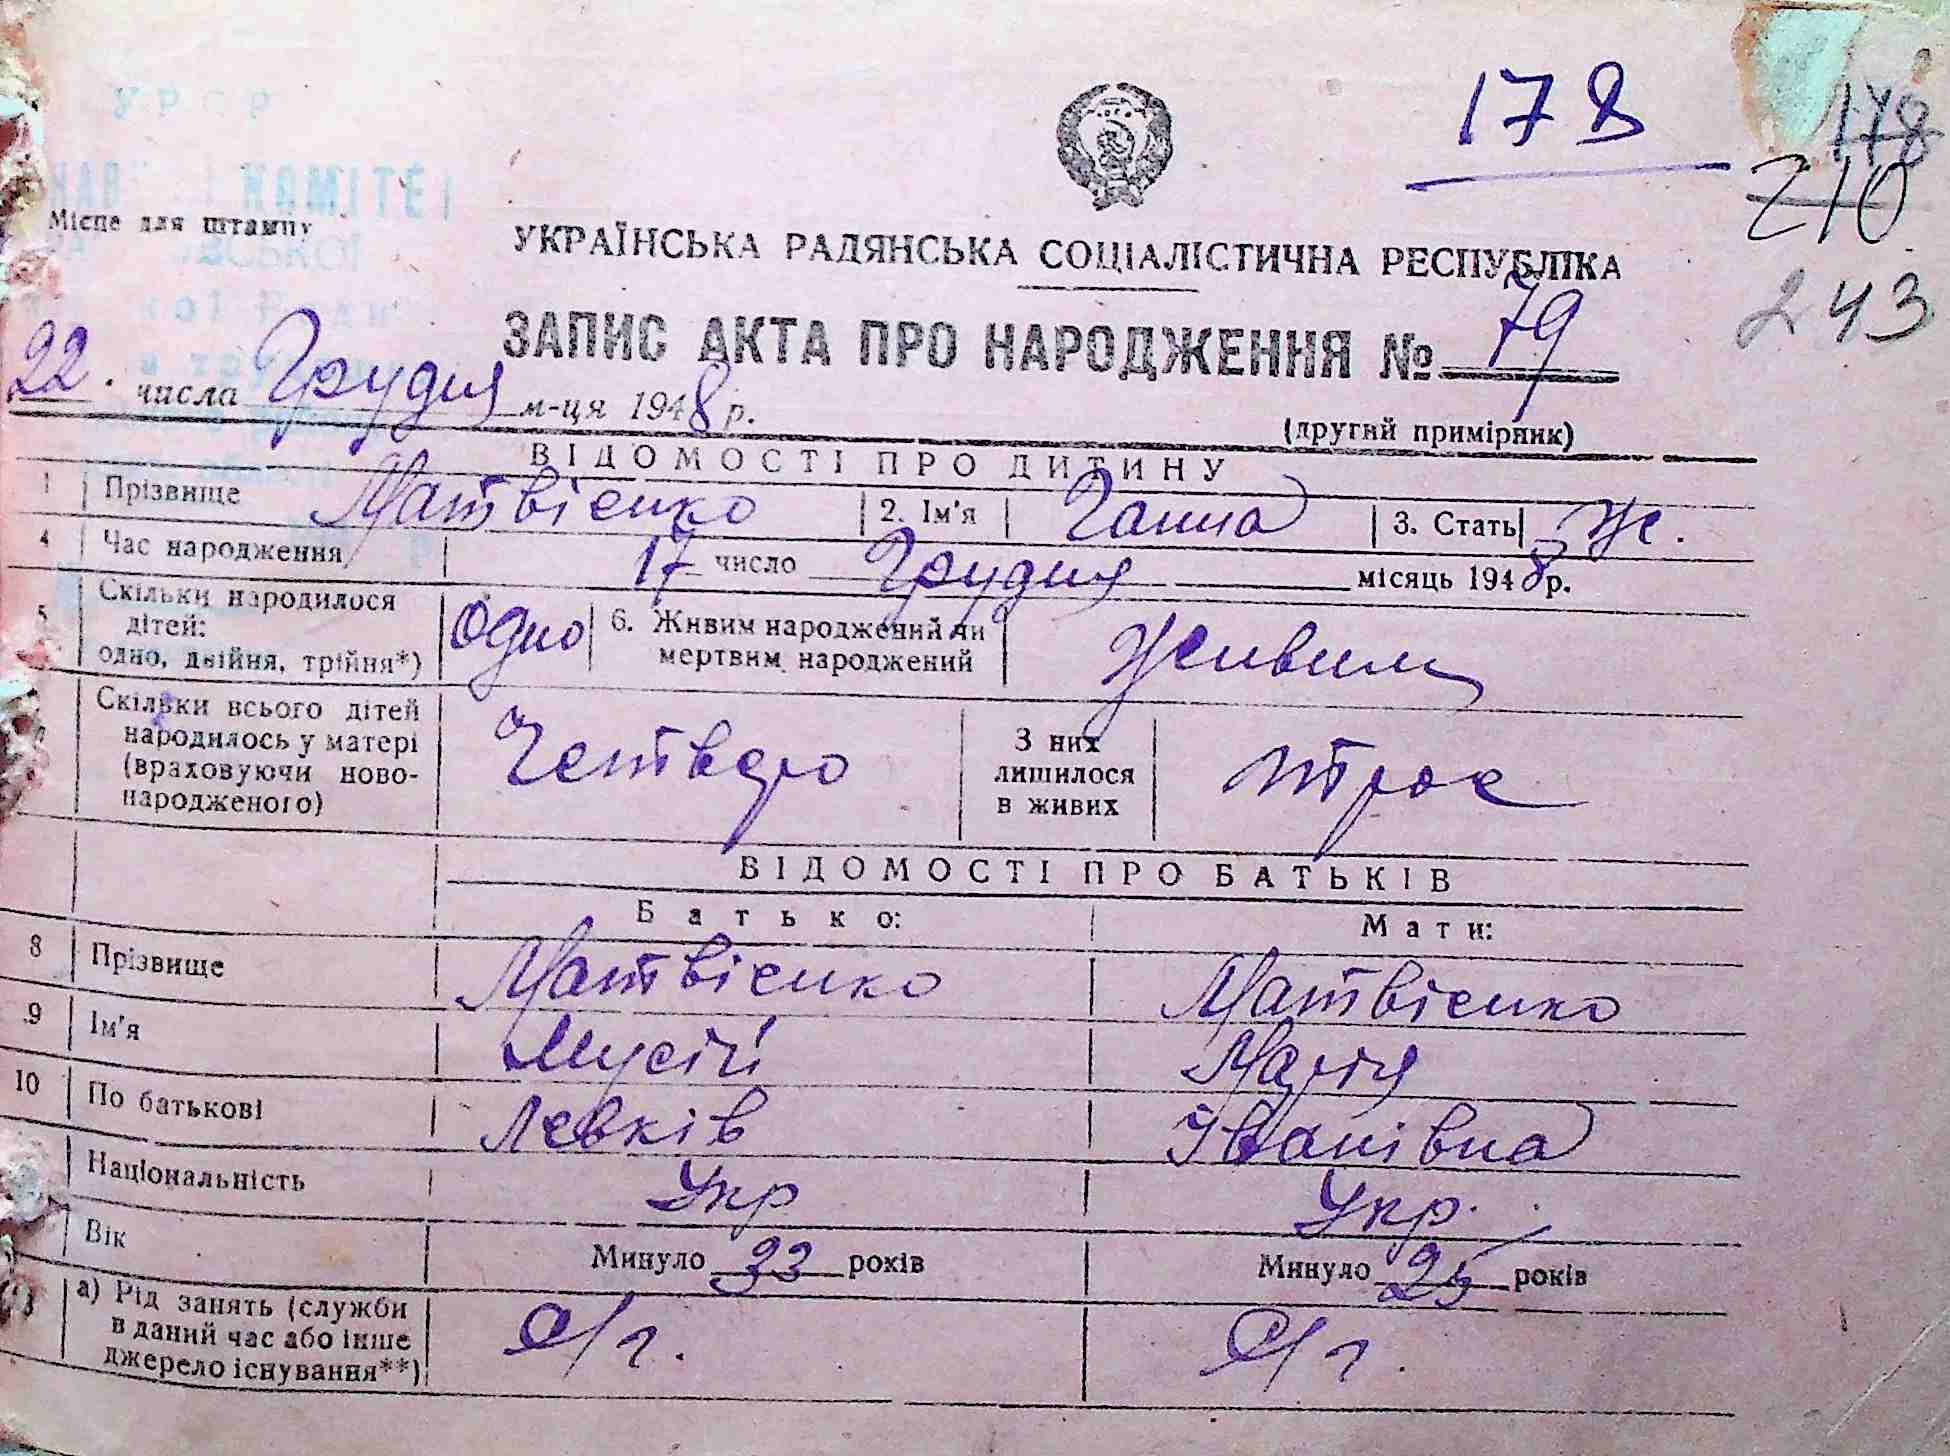 УРСР
КОМІТЕ
178
178
210
243
Місце для штампу
УКРАЇНСЬКА РАДЯНСЬКА СОЦІАЛІСТИЧНА РЕСПУБЛІКА
ЗАПИС АКТА ПРО НАРОДЖЕННЯ № 79
22. числа Грудня м-ця 1948 р.
(другий примірник)
ВІДОМОСТІ ПРО ДИТИНУ
1 Прізвище Матвієнко 2. Ім'я Ганна 3. Стать Ж.
4 Час народження 17 число Грудня місяць 1948 р.
5 Скільки народилося дітей: одно, двійня, трійня*) Одно 6. Живим народжений чи мертвим народжений Живим
Скільки всього дітей народилось у матері (враховуючи новонародженого) Четверо З них лишилося в живих троє
ВІДОМОСТІ ПРО БАТЬКІВ
Батько: Мати:
8 Прізвище Матвієнко Матвієнко
9 Ім'я Мусій Марія
10 По батькові Левків Іванівна
Національність Укр Укр.
Вік Минуло 33 років Минуло 25 років
а) Рід занять (служби в даний час або інше джерело існування**) с/г. с/г.